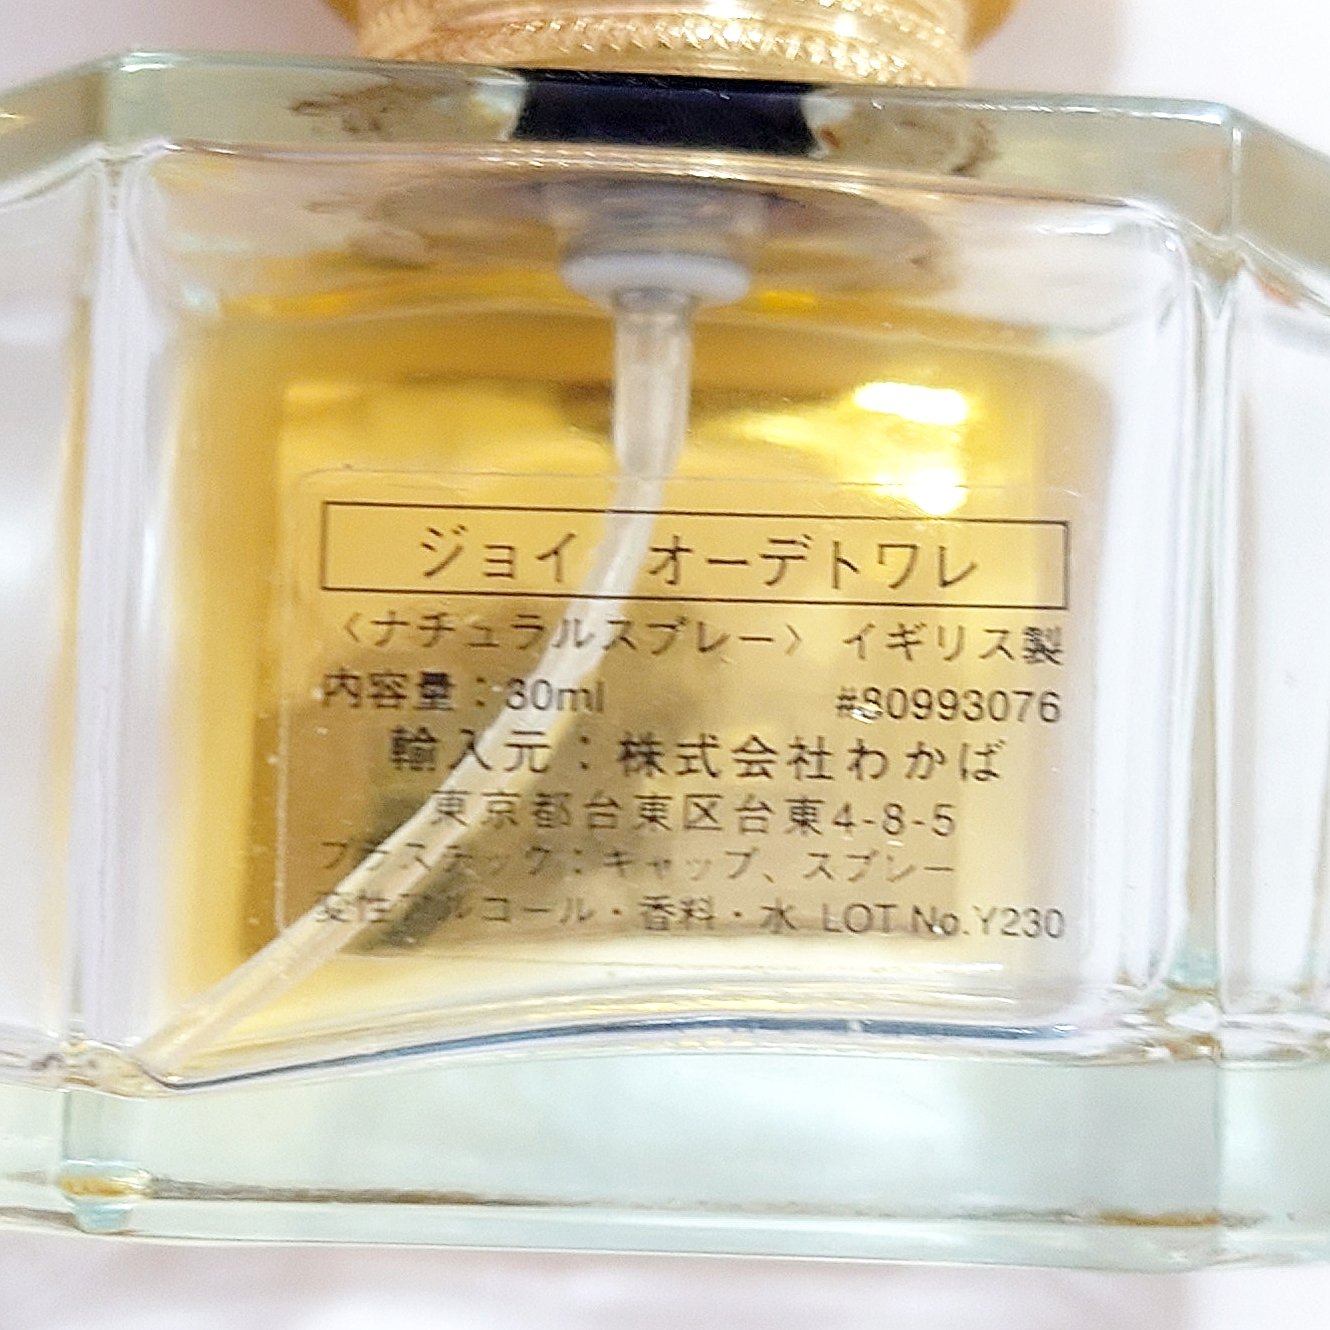 ジョイ オーデトワレ
〈ナチュラルスプレー〉 イギリス製
内容量：30ml #80993076
輸入元：株式会社わかば
東京都台東区台東4-8-5
プラスチック：キャップ、スプレー
変性アルコール・香料・水 LOT No.Y230